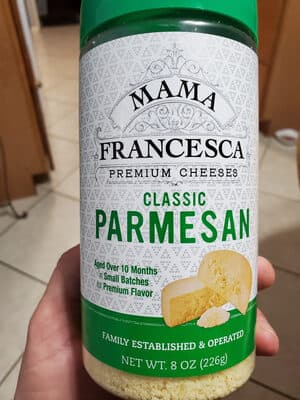 MAMA
FRANCESCA
PREMIUM CHEESES
CLASSIC
PARMESAN
Aged Over 10 Months
in Small Batches
for Premium Flavor
FAMILY ESTABLISHED & OPERATED
NET WT. 8 OZ (226g)